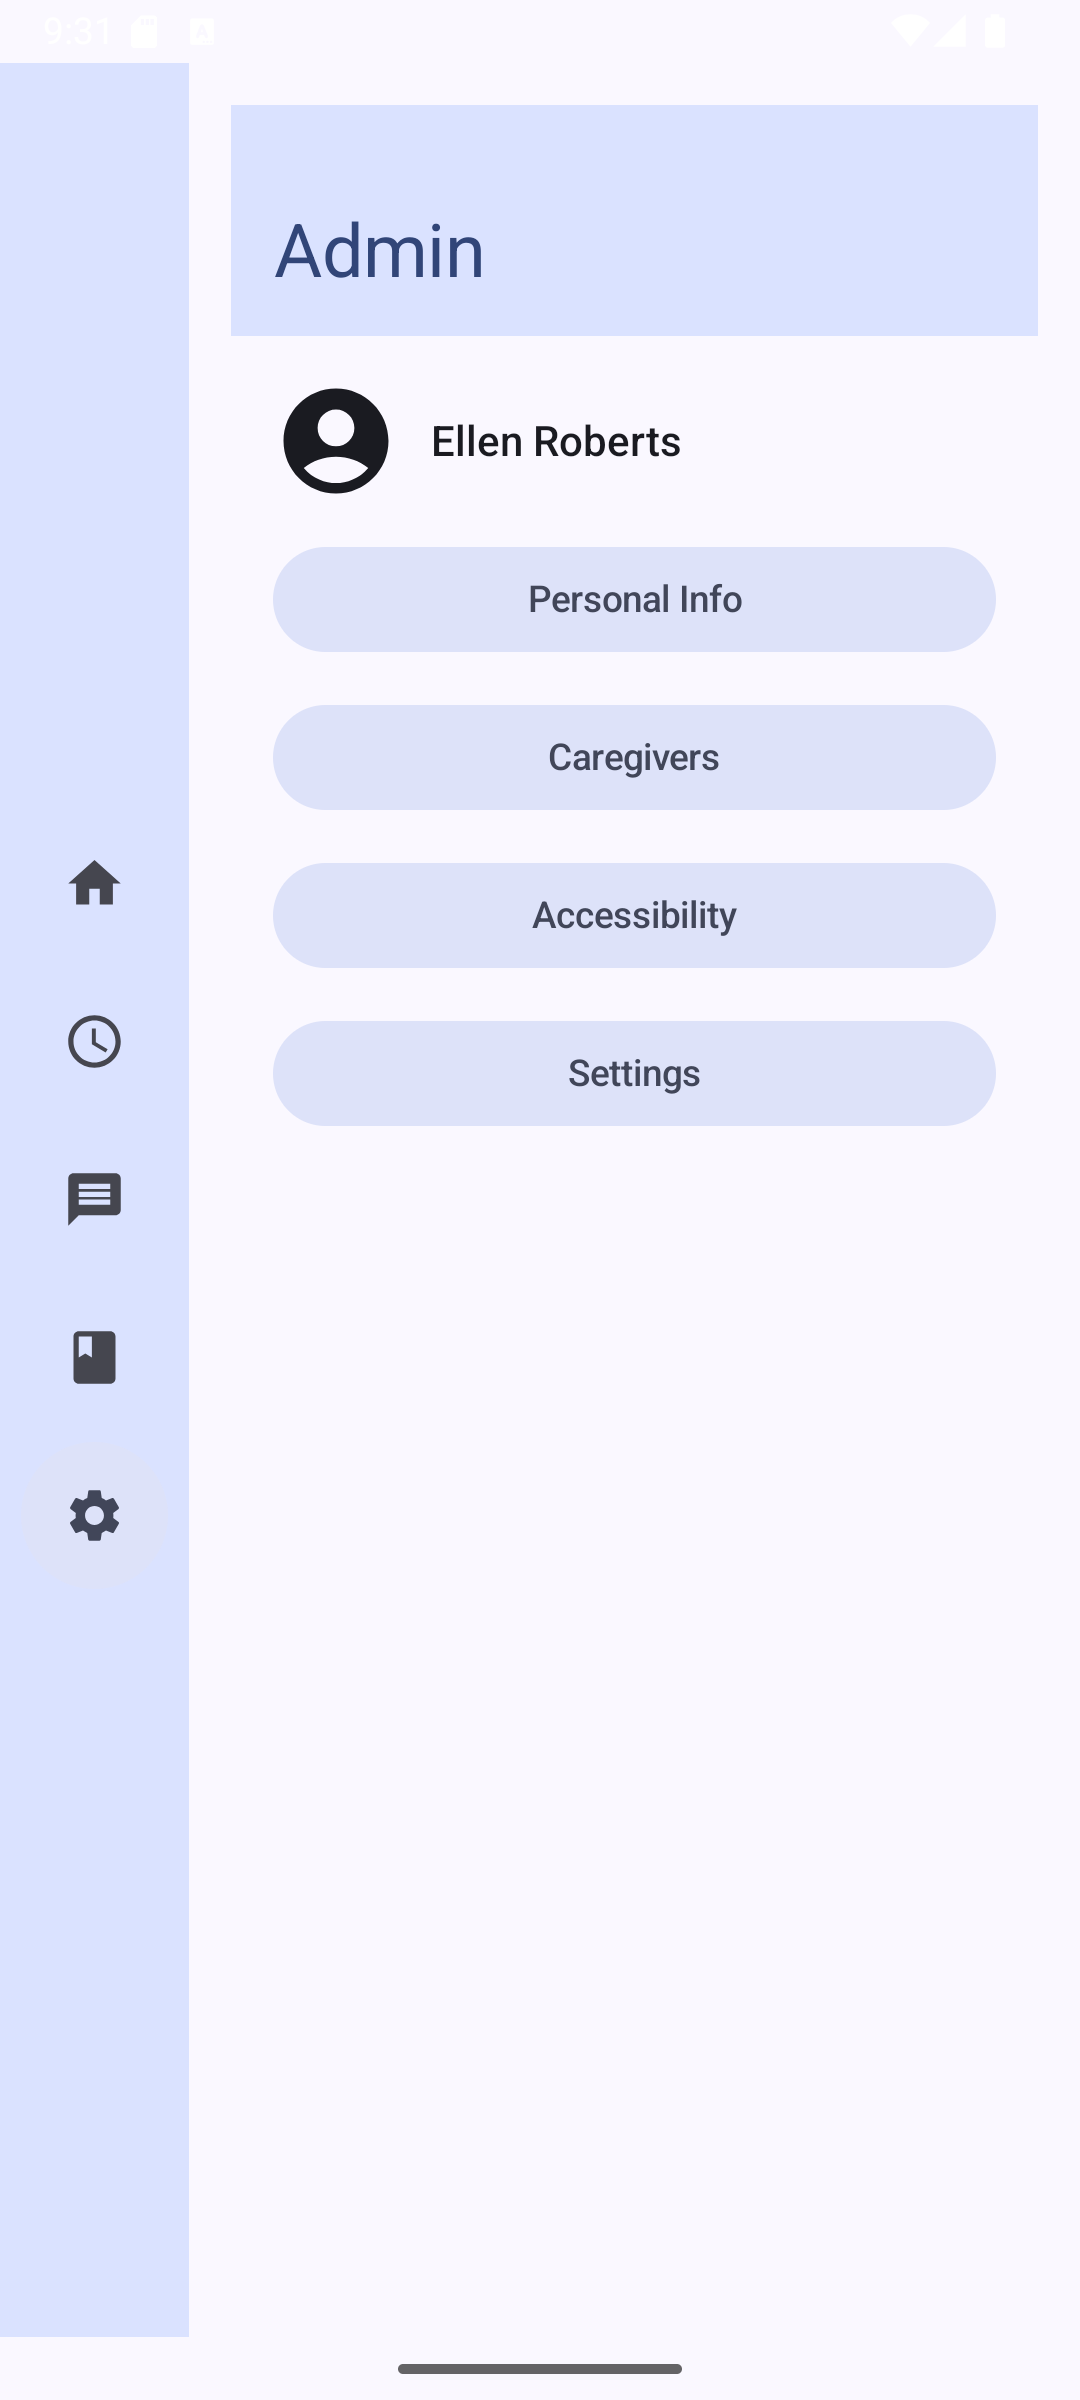 9:31
Admin
Ellen Roberts
Personal Info
Caregivers
Accessibility
Settings